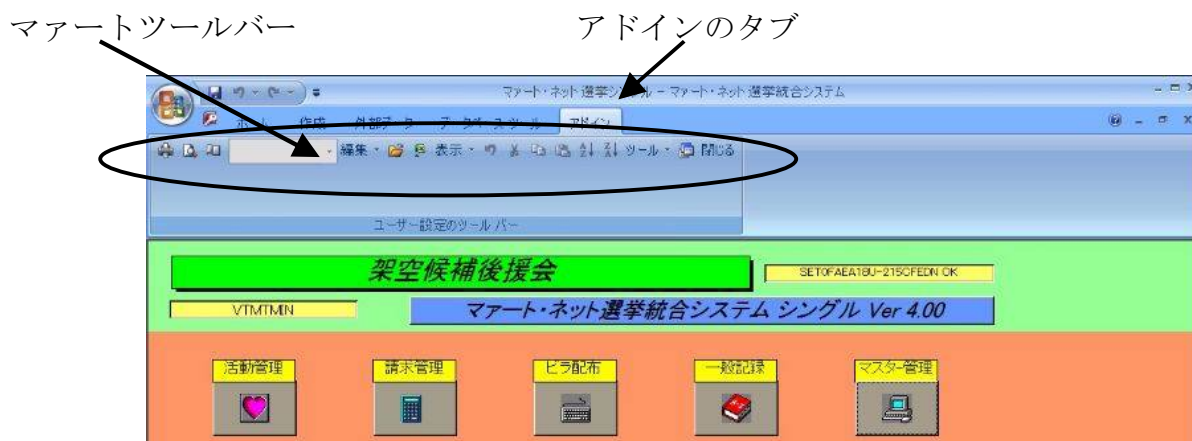 マァートツールバー アドインのタブ
マァート・ネット選挙シングル - マァート・ネット選挙統合システム
ホーム 作成 外部データ データベースツール アドイン
編集 表示 ツール 閉じる
ユーザー設定のツール バー
架空候補後援会
VTMTMIN マァート・ネット選挙統合システム シングル Ver 4.00
活動管理 請求管理 ビラ配布 一般記録 マスター管理